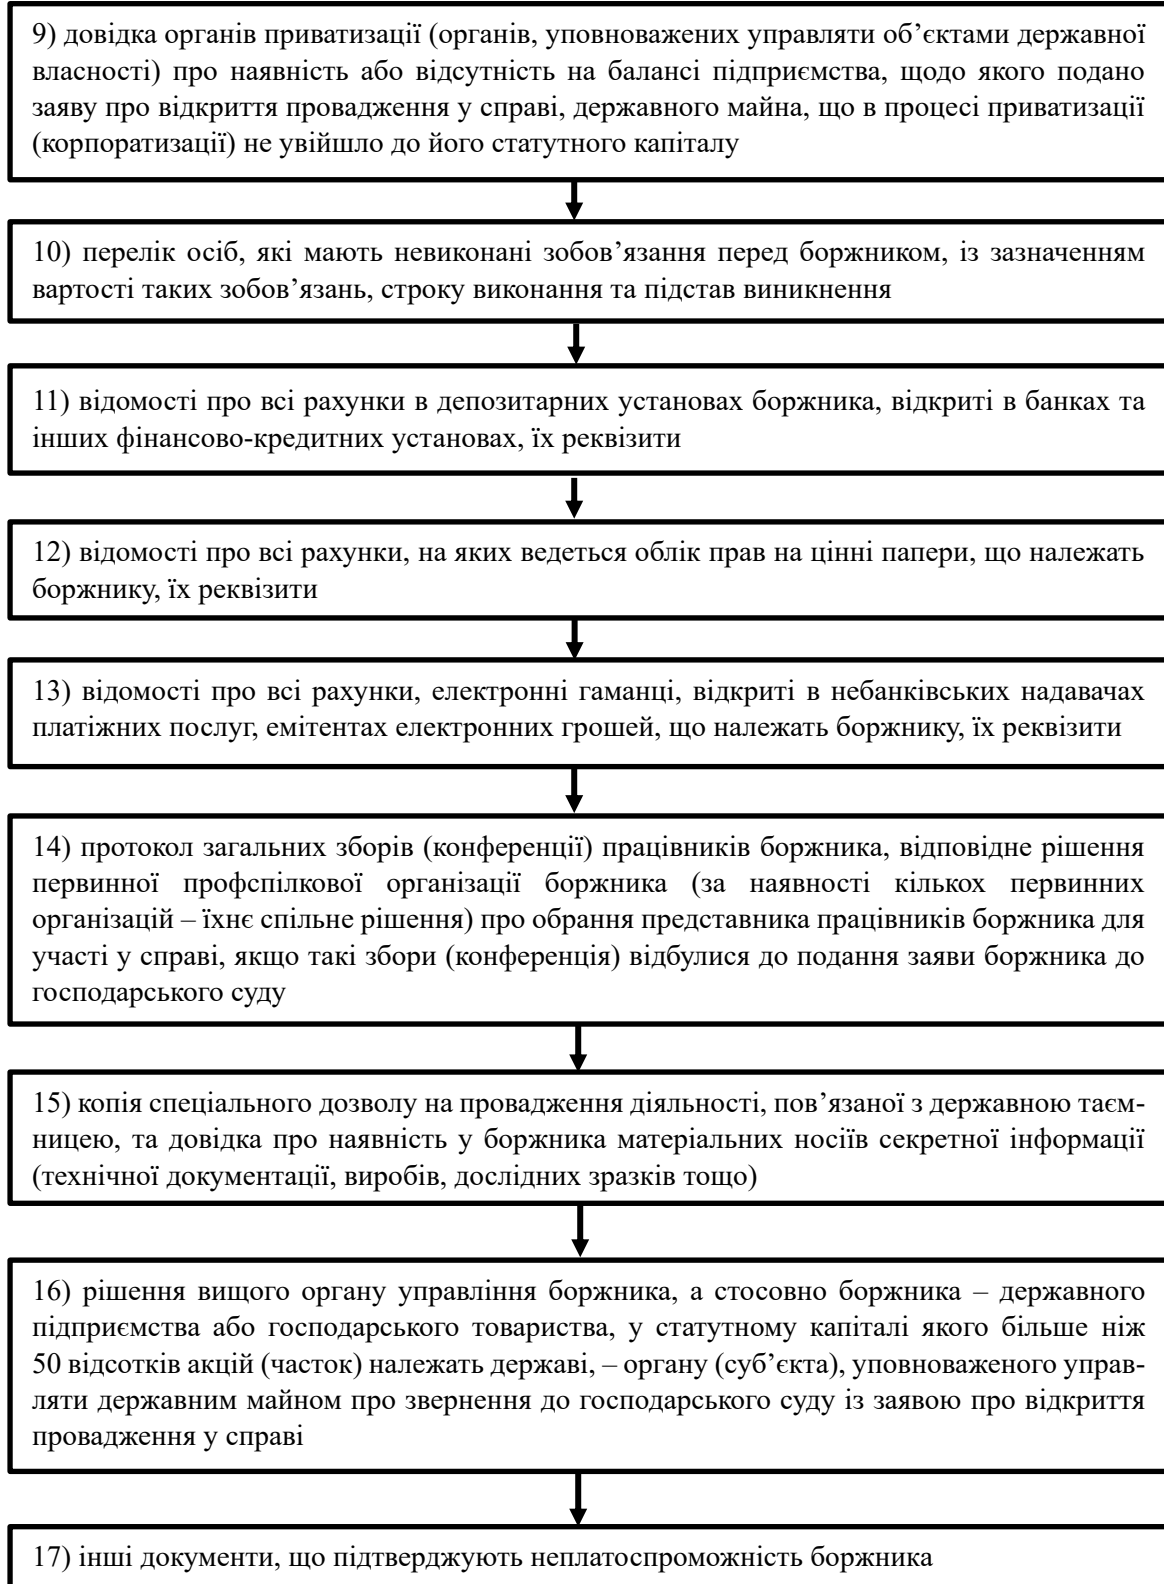 9) довідка органів приватизації (органів, уповноважених управляти об’єктами державної
власності) про наявність або відсутність на балансі підприємства, щодо якого подано
заяву про відкриття провадження у справі, державного майна, що в процесі приватизації
(корпоратизації) не увійшло до його статутного капіталу
10) перелік осіб, які мають невиконані зобов’язання перед боржником, із зазначенням
вартості таких зобов’язань, строку виконання та підстав виникнення
11) відомості про всі рахунки в депозитарних установах боржника, відкриті в банках та
інших фінансово-кредитних установах, їх реквізити
12) відомості про всі рахунки, на яких ведеться облік прав на цінні папери, що належать
боржнику, їх реквізити
13) відомості про всі рахунки, електронні гаманці, відкриті в небанківських надавачах
платіжних послуг, емітентах електронних грошей, що належать боржнику, їх реквізити
14) протокол загальних зборів (конференції) працівників боржника, відповідне рішення
первинної профспілкової організації боржника (за наявності кількох первинних
організацій – їхнє спільне рішення) про обрання представника працівників боржника для
участі у справі, якщо такі збори (конференція) відбулися до подання заяви боржника до
господарського суду
15) копія спеціального дозволу на провадження діяльності, пов’язаної з державною таєм-
ницею, та довідка про наявність у боржника матеріальних носіїв секретної інформації
(технічної документації, виробів, дослідних зразків тощо)
16) рішення вищого органу управління боржника, а стосовно боржника – державного
підприємства або господарського товариства, у статутному капіталі якого більше ніж
50 відсотків акцій (часток) належать державі, – органу (суб’єкта), уповноваженого управ-
ляти державним майном про звернення до господарського суду із заявою про відкриття
провадження у справі
17) інші документи, що підтверджують неплатоспроможність боржника